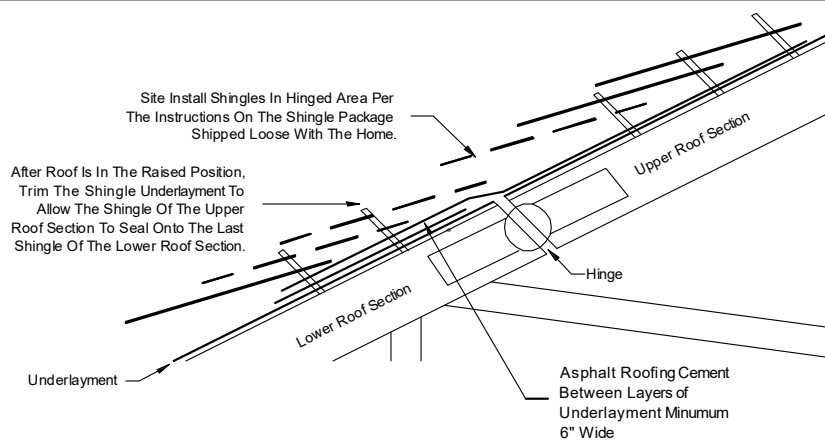 Site Install Shingles In Hinged Area Per
The Instructions On The Shingle Package
Shipped Loose With The Home.
After Roof Is In The Raised Position,
Trim The Shingle Underlayment To
Allow The Shingle Of The Upper
Roof Section To Seal Onto The Last
Shingle Of The Lower Roof Section.
Upper Roof Section
Hinge
Lower Roof Section
Underlayment
Asphalt Roofing Cement
Between Layers of
Underlayment Minumum
6" Wide